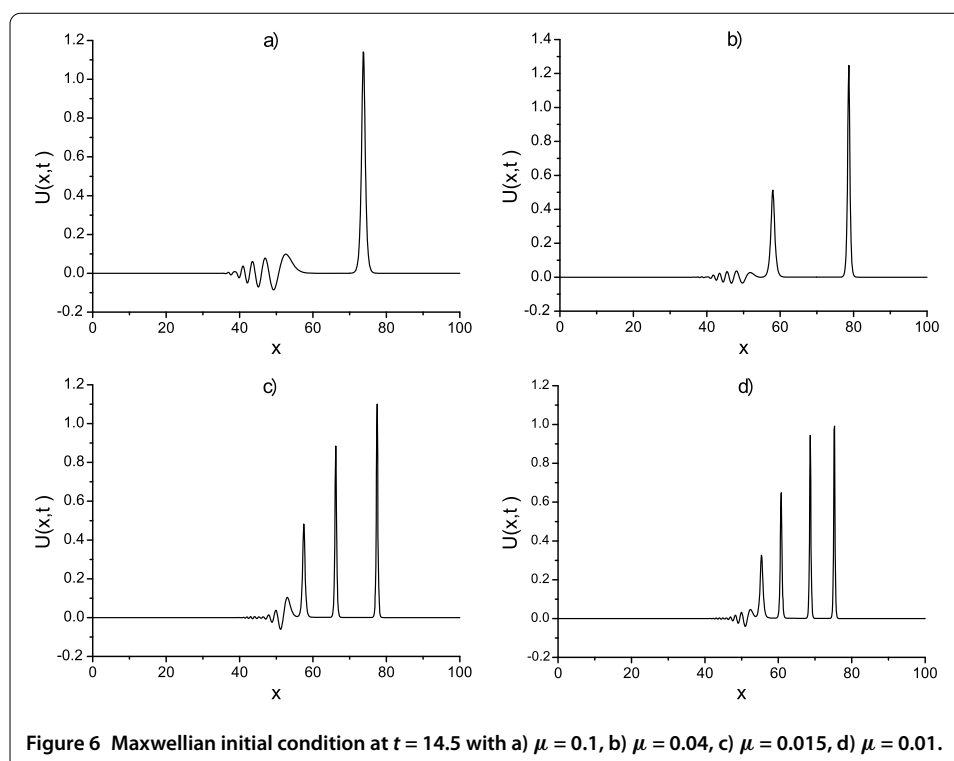 a)
1.2
1.0
0.8
0.6
0.4
0.2
0.0
-0.2
U(x,t)
0 20 40 60 80 100
x
b)
1.4
1.2
1.0
0.8
0.6
0.4
0.2
0.0
-0.2
U(x,t)
0 20 40 60 80 100
x
c)
1.2
1.0
0.8
0.6
0.4
0.2
0.0
-0.2
U(x,t)
0 20 40 60 80 100
x
d)
1.2
1.0
0.8
0.6
0.4
0.2
0.0
-0.2
U(x,t)
0 20 40 60 80 100
x
Figure 6 Maxwellian initial condition at t = 14.5 with a) μ = 0.1, b) μ = 0.04, c) μ = 0.015, d) μ = 0.01.